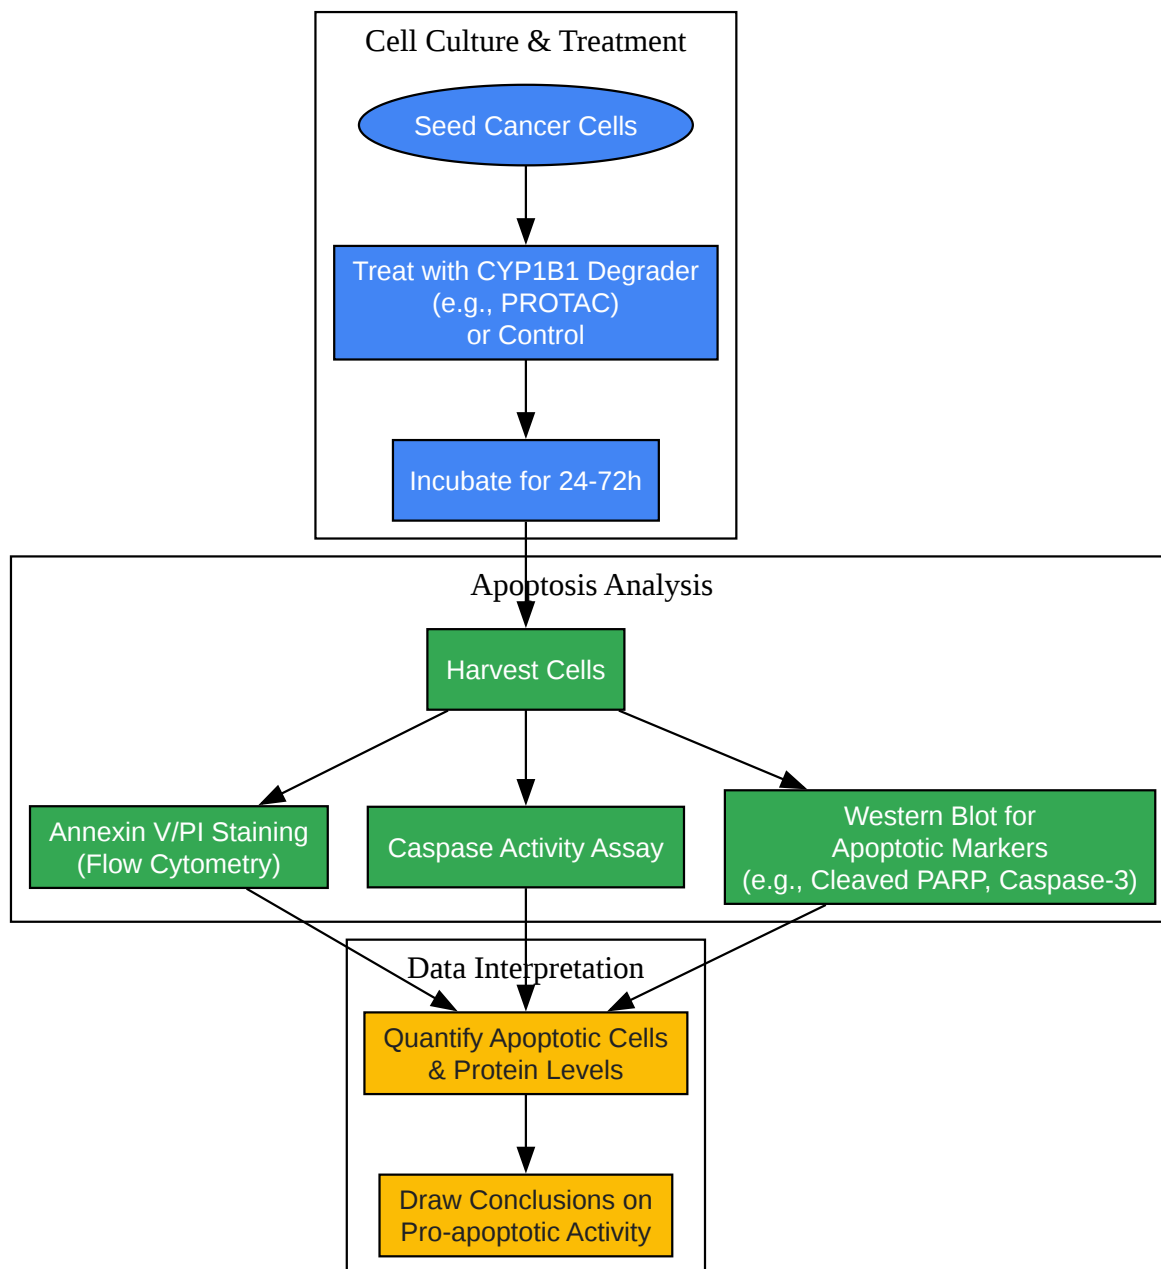 Cell Culture & Treatment
Seed Cancer Cells
Treat with CYP1B1 Degrader
(e.g., PROTAC)
or Control
Incubate for 24-72h
Apoptosis Analysis
Harvest Cells
Annexin V/PI Staining
(Flow Cytometry)
Caspase Activity Assay
Western Blot for
Apoptotic Markers
(e.g., Cleaved PARP, Caspase-3)
Data Interpretation
Quantify Apoptotic Cells
& Protein Levels
Draw Conclusions on
Pro-apoptotic Activity